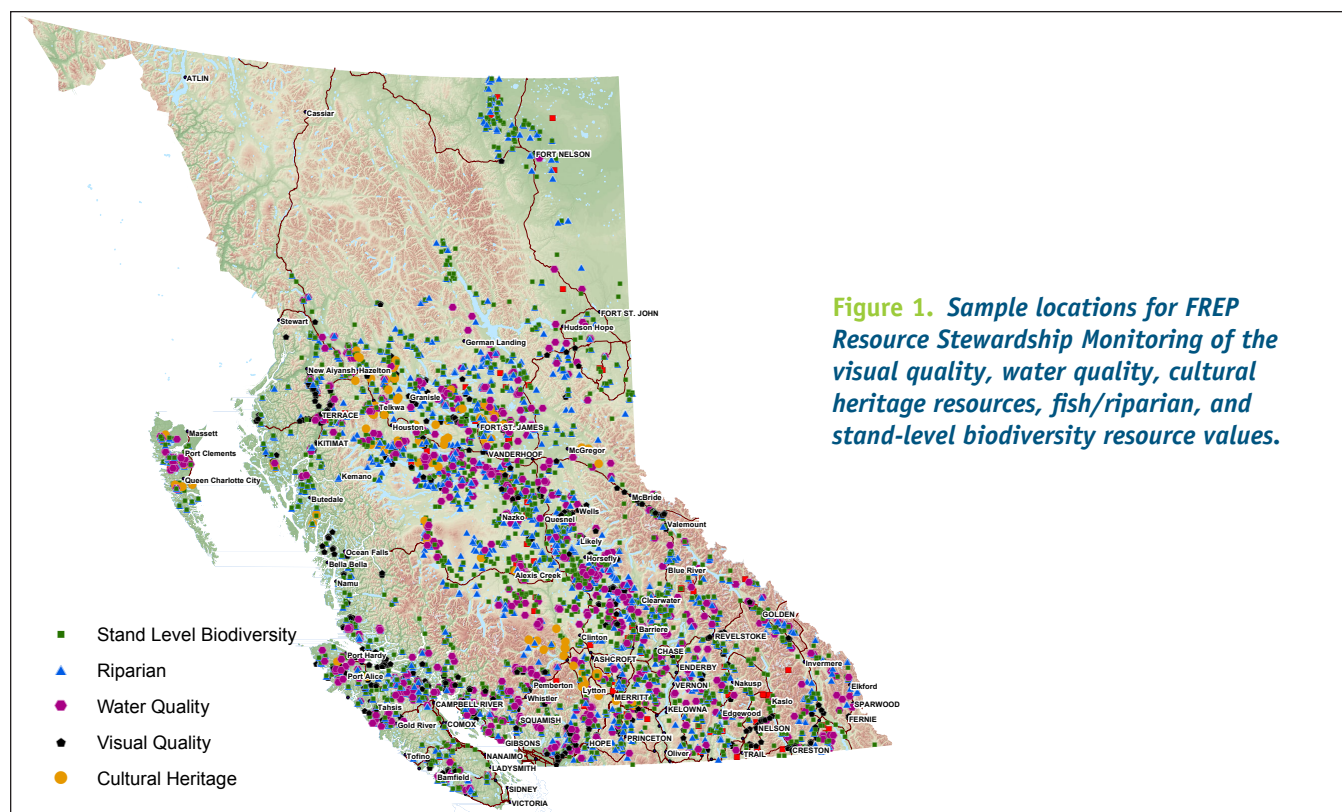 ATLIN
Cassiar
FORT NELSON
Stewart
FORT ST. JOHN
Hudson Hope
German Landing
New Aiyansh Hazelton
Granisle
Telkwa
TERRACE
Houston
FORT ST. JAMES
Massett
KITIMAT
VANDERHOOF
McGregor
Port Clements
Queen Charlotte City
Kemano
McBride
Butedale
Wells
Nazko
Quesnel
Valemount
Likely
Ocean Falls
Horsefly
Bella Bella
Alexis Creek
Blue River
Namu
Clearwater
GOLDEN
Barriere
Clinton
REVELSTOKE
Port Hardy
CHASE
ASHCROFT
Invermere
Port Alice
ENDERBY
Pemberton
VERNON
Nakusp
Elkford
Lytton
MERRITT
Whistler
Kaslo
SPARWOOD
Tahsis
CAMPBELL RIVER
KELOWNA
Edgewood
Gold River
COMOX
SQUAMISH
FERNIE
NELSON
PRINCETON
GIBSONS
HOPE
CRESTON
Tofino
NANAIMO
Oliver
TRAIL
LADYSMITH
Bamfield
SIDNEY
VICTORIA
Stand Level Biodiversity
Riparian
Water Quality
Visual Quality
Cultural Heritage
Figure 1. Sample locations for FREP
Resource Stewardship Monitoring of the
visual quality, water quality, cultural
heritage resources, fish/riparian, and
stand-level biodiversity resource values.